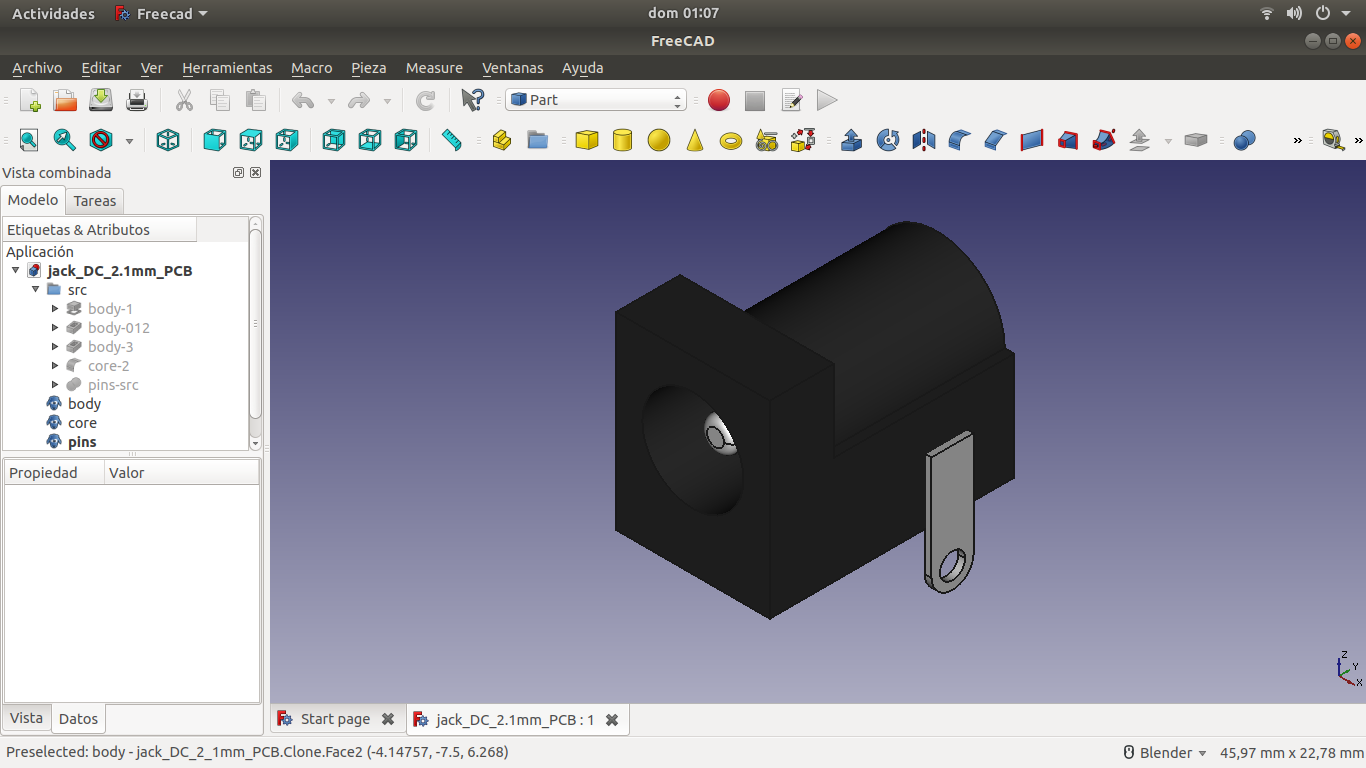 Actividades Freecad dom 01:07
FreeCAD
Archivo Editar Ver Herramientas Macro Pieza Measure Ventanas Ayuda
Part
» »
Vista combinada
Modelo Tareas
Etiquetas & Atributos
Aplicación
jack_DC_2.1mm_PCB
src
body-1
body-012
body-3
core-2
pins-src
body
core
pins
Propiedad Valor
Z
Y
X
Vista Datos Start page jack_DC_2.1mm_PCB : 1
Preselected: body - jack_DC_2_1mm_PCB.Clone.Face2 (-4.14757, -7.5, 6.268) Blender 45,97 mm x 22,78 mm